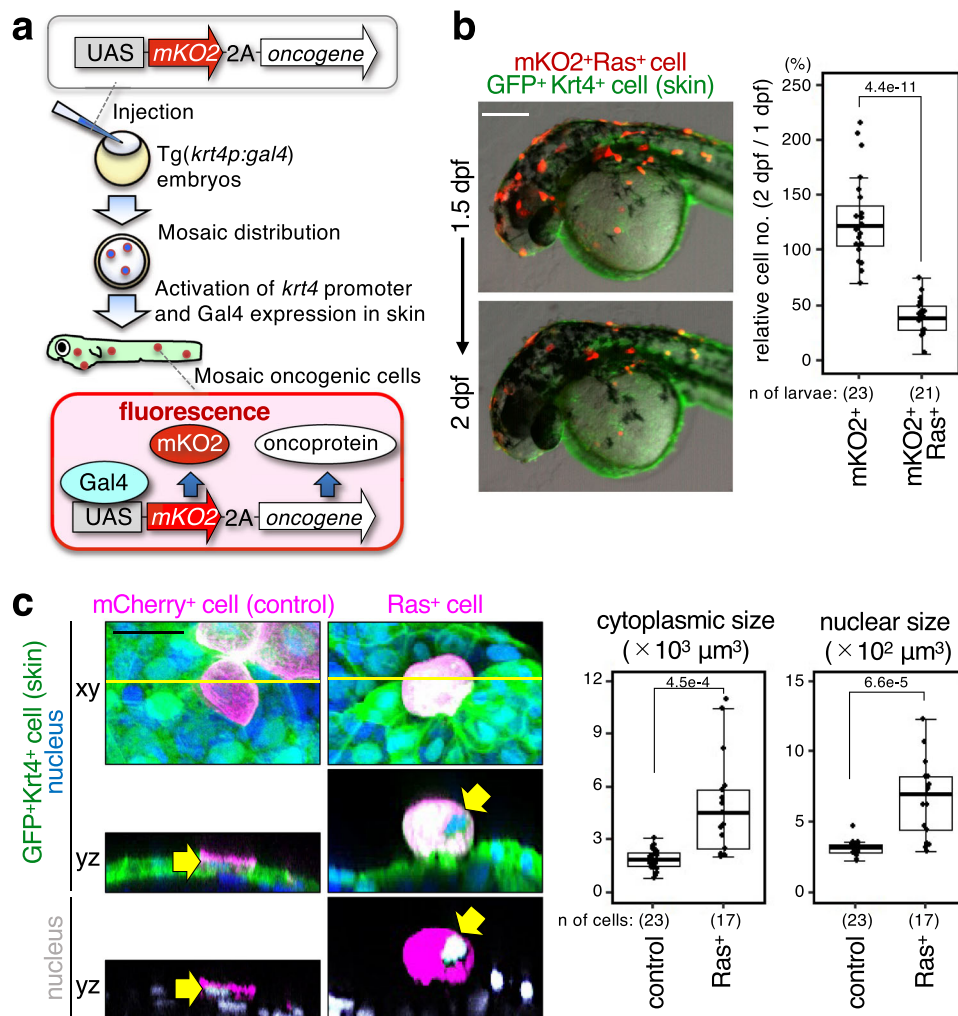 a
UAS mKO2 2A oncogene
Injection
Tg(krt4p:gal4)
embryos
Mosaic distribution
Activation of krt4 promoter
and Gal4 expression in skin
Mosaic oncogenic cells
fluorescence
mKO2 oncoprotein
Gal4
UAS mKO2 2A oncogene
b
mKO2⁺Ras⁺ cell
GFP⁺ Krt4⁺ cell (skin)
1.5 dpf
2 dpf
(%)
relative cell no. (2 dpf / 1 dpf)
250
200
150
100
50
0
4.4e-11
n of larvae: (23) (21)
mKO2⁺
mKO2⁺
Ras⁺
c
mCherry⁺ cell (control) Ras⁺ cell
GFP⁺Krt4⁺ cell (skin)
nucleus
xy
yz
nucleus
yz
cytoplasmic size
(×10³ μm³)
12
9
6
3
0
4.5e-4
n of cells: (23) (17)
control
Ras⁺
nuclear size
(×10² μm³)
15
10
5
0
6.6e-5
(23) (17)
control
Ras⁺